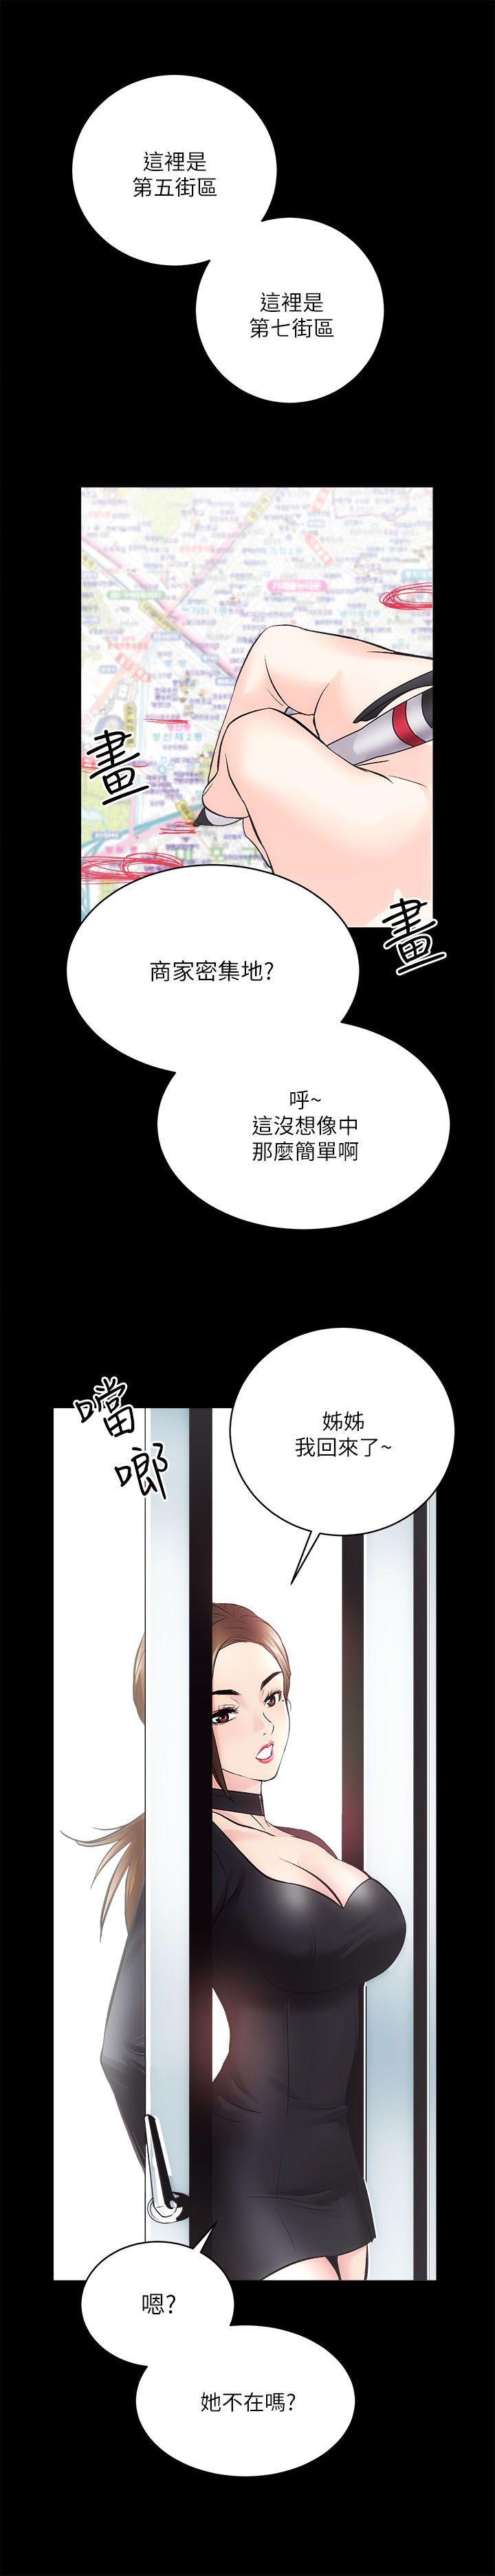 這裡是
第五街區
這裡是
第七街區
畫
畫
商家密集地?
呼~
這沒想像中
那麼簡單啊
噹
啷
姊姊
我回來了~
嗯?
她不在嗎?